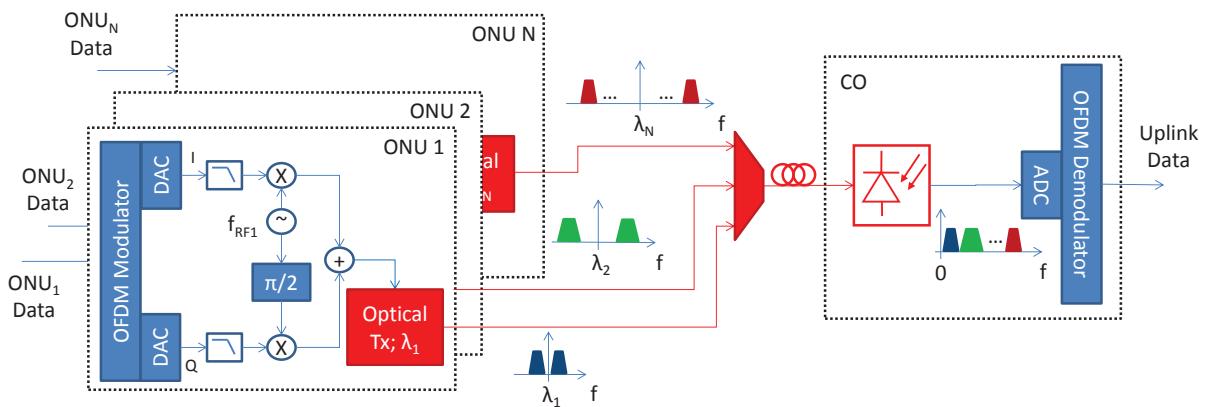 ONU_N
Data
ONU_2
Data
ONU_1
Data
ONU N
ONU 2
ONU 1
OFDM Modulator
DAC
I
X
~
f_RF1
π/2
+
DAC
Q
X
Optical
Tx; λ_1
al
N
... ...
λ_N f
λ_2 f
λ_1 f
CO
ADC
OFDM Demodulator
...
0 f
Uplink
Data